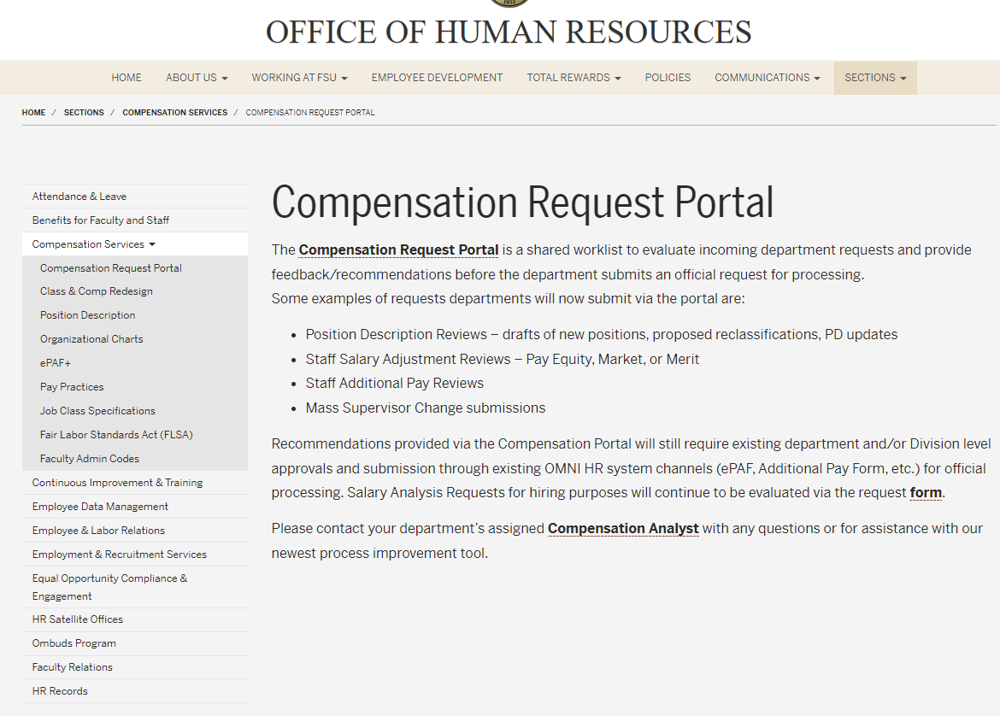 1851
OFFICE OF HUMAN RESOURCES
HOME ABOUT US WORKING AT FSU EMPLOYEE DEVELOPMENT TOTAL REWARDS POLICIES COMMUNICATIONS SECTIONS
HOME / SECTIONS / COMPENSATION SERVICES / COMPENSATION REQUEST PORTAL
Attendance & Leave
Benefits for Faculty and Staff
Compensation Services
Compensation Request Portal
Class & Comp Redesign
Position Description
Organizational Charts
ePAF+
Pay Practices
Job Class Specifications
Fair Labor Standards Act (FLSA)
Faculty Admin Codes
Continuous Improvement & Training
Employee Data Management
Employee & Labor Relations
Employment & Recruitment Services
Equal Opportunity Compliance &
Engagement
HR Satellite Offices
Ombuds Program
Faculty Relations
HR Records
Compensation Request Portal
The Compensation Request Portal is a shared worklist to evaluate incoming department requests and provide
feedback/recommendations before the department submits an official request for processing.
Some examples of requests departments will now submit via the portal are:
• Position Description Reviews – drafts of new positions, proposed reclassifications, PD updates
• Staff Salary Adjustment Reviews – Pay Equity, Market, or Merit
• Staff Additional Pay Reviews
• Mass Supervisor Change submissions
Recommendations provided via the Compensation Portal will still require existing department and/or Division level
approvals and submission through existing OMNI HR system channels (ePAF, Additional Pay Form, etc.) for official
processing. Salary Analysis Requests for hiring purposes will continue to be evaluated via the request form.
Please contact your department's assigned Compensation Analyst with any questions or for assistance with our
newest process improvement tool.